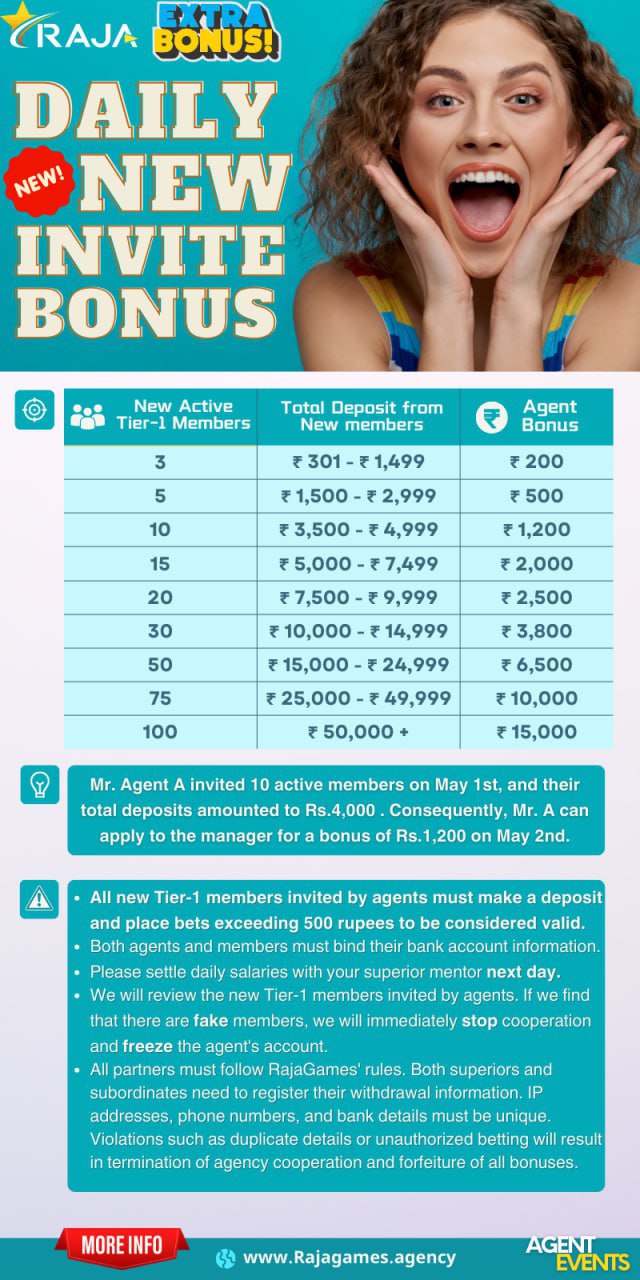 RAJA
EXTRA
BONUS!
DAILY
NEW!
NEW
INVITE
BONUS
New Active Tier-1 Members | Total Deposit from New members | ₹ Agent Bonus
3 | ₹ 301 - ₹ 1,499 | ₹ 200
5 | ₹ 1,500 - ₹ 2,999 | ₹ 500
10 | ₹ 3,500 - ₹ 4,999 | ₹ 1,200
15 | ₹ 5,000 - ₹ 7,499 | ₹ 2,000
20 | ₹ 7,500 - ₹ 9,999 | ₹ 2,500
30 | ₹ 10,000 - ₹ 14,999 | ₹ 3,800
50 | ₹ 15,000 - ₹ 24,999 | ₹ 6,500
75 | ₹ 25,000 - ₹ 49,999 | ₹ 10,000
100 | ₹ 50,000 + | ₹ 15,000
Mr. Agent A invited 10 active members on May 1st, and their
total deposits amounted to Rs.4,000 . Consequently, Mr. A can
apply to the manager for a bonus of Rs.1,200 on May 2nd.
• All new Tier-1 members invited by agents must make a deposit
and place bets exceeding 500 rupees to be considered valid.
• Both agents and members must bind their bank account information.
• Please settle daily salaries with your superior mentor next day.
• We will review the new Tier-1 members invited by agents. If we find
that there are fake members, we will immediately stop cooperation
and freeze the agent's account.
• All partners must follow RajaGames' rules. Both superiors and
subordinates need to register their withdrawal information. IP
addresses, phone numbers, and bank details must be unique.
Violations such as duplicate details or unauthorized betting will result
in termination of agency cooperation and forfeiture of all bonuses.
MORE INFO
www.Rajagames.agency
AGENT
EVENTS